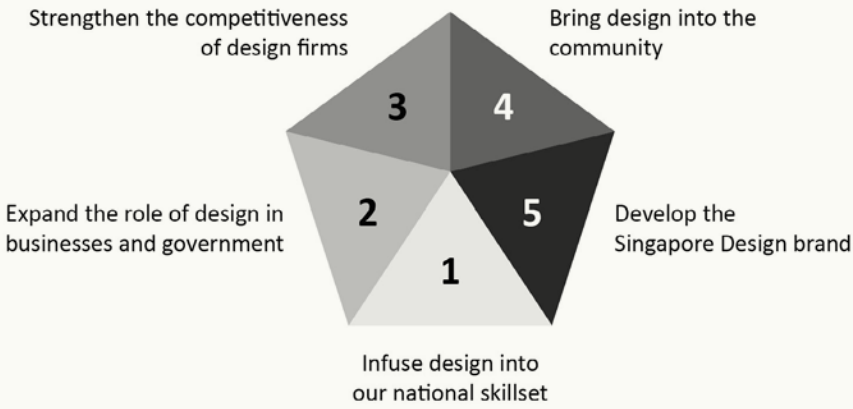 Strengthen the competitiveness
of design firms
Bring design into the
community
3
4
Expand the role of design in
businesses and government
2
5
Develop the
Singapore Design brand
1
Infuse design into
our national skillset